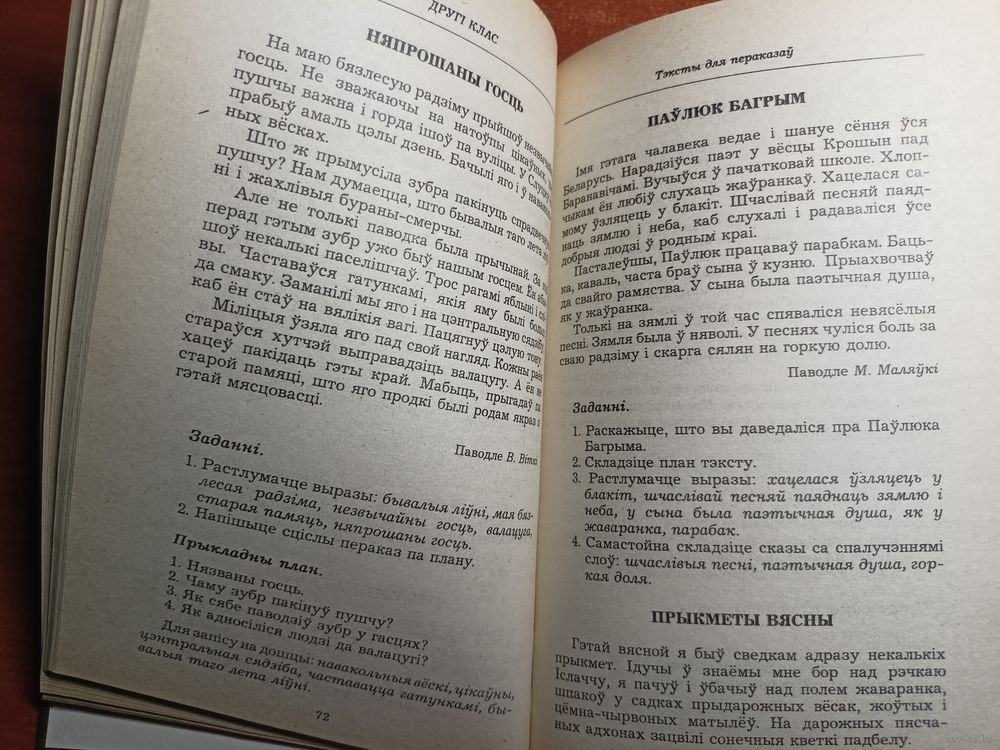 ДРУГІ КЛАС
НЯПРОШАНЫ ГОСЦЬ
На маю бязлесую радзіму прыйшоў
госць. Не зважаючы на натоўпы цікаўных,
пушчы важна і горда ішоў па вуліцы. У
прабыў амаль цэлы дзень. Бачылі яго і ў
ных вёсках.
Што ж прымусіла зубра пакінуць
пушчу? Нам думаецца, што бывалыя таго лета
ні і жахлівыя бураны-смерчы.
Але не толькі паводка была прычынай. За
перад гэтым зубр ужо быў нашым госцем. Ён
шоў некалькі паселішчаў. Трос рагамі яблыні і
вы. Частаваўся гатункамі, якія яму былі больш
да смаку. Заманілі мы яго і на цэнтральную сядзібу,
каб ён стаў на вялікія вагі. Пацягнуў цэлую тону.
Міліцыя ўзяла яго пад свой нагляд. Кожны раён
стараўся хутчэй выправадзіць валацугу. А ён не
хацеў пакідаць гэты край. Мабыць, прыгадаў па
старой памяці, што яго продкі былі родам якраз з
гэтай мясцовасці.
Паводле В. Віткі
Заданні.
1. Растлумачце выразы: бывалыя ліўні, мая бяз-
лесая радзіма, незвычайны госць, валацуга,
старая памяць, няпрошаны госць.
2. Напішыце сціслы пераказ па плану.
Прыкладны план.
1. Нязваны госць.
2. Чаму зубр пакінуў пушчу?
3. Як сябе паводзіў зубр у гасцях?
4. Як адносіліся людзі да валацугі?
Для запісу на дошцы: навакольныя вёскі, цікаўны,
цэнтральная сядзіба, частавацца гатункамі, бы-
валыя таго лета ліўні.
72
Тэксты для пераказаў
ПАЎЛЮК БАГРЫМ
Імя гэтага чалавека ведае і шануе сёння ўся
Беларусь. Нарадзіўся паэт у вёсцы Крошын пад
Баранавічамі. Вучыўся ў пачатковай школе. Хлоп-
чыкам ён любіў слухаць жаўранкаў. Хацелася са-
мому ўзляцець у блакіт. Шчаслівай песняй паяд-
наць зямлю і неба, каб слухалі і радаваліся ўсе
добрыя людзі ў родным краі.
Пасталеўшы, Паўлюк працаваў парабкам. Баць-
ка, каваль, часта браў сына ў кузню. Прыахвочваў
да свайго рамяства. У сына была паэтычная душа,
як у жаўранка.
Толькі на зямлі ў той час спяваліся невясёлыя
песні. Зямля была ў няволі. У песнях чуліся боль за
сваю радзіму і скарга сялян на горкую долю.
Паводле М. Маляўкі
Заданні.
1. Раскажыце, што вы даведаліся пра Паўлюка
Багрыма.
2. Складзіце план тэксту.
3. Растлумачце выразы: хацелася ўзляцець у
блакіт, шчаслівай песняй паяднаць зямлю і
неба, у сына была паэтычная душа, як у
жаваранка, парабак.
4. Самастойна складзіце сказы са спалучэннямі
слоў: шчаслівыя песні, паэтычная душа, гор-
кая доля.
ПРЫКМЕТЫ ВЯСНЫ
Гэтай вясной я быў сведкам адразу некалькіх
прыкмет. Ідучы ў знаёмы мне бор над рэчкаю
Іслаччу, я пачуў і ўбачыў над полем жаваранка,
шпакоў у садках прыдарожных вёсак, жоўтых і
цёмна-чырвоных матылёў. На дарожных пясча-
ных адхонах зацвілі сонечныя кветкі падбелу.